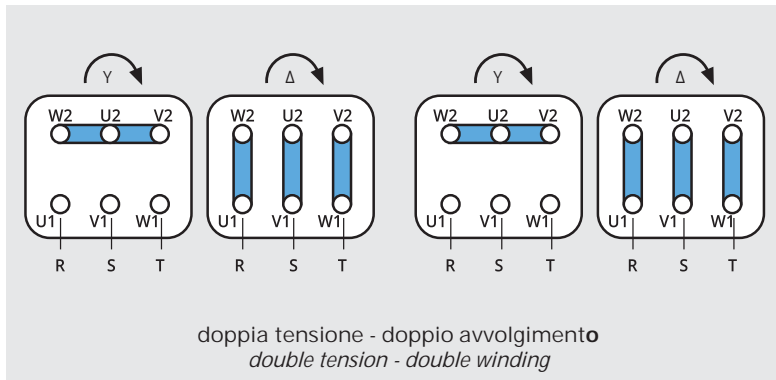 Y Δ Y Δ
W2 U2 V2 W2 U2 V2 W2 U2 V2 W2 U2 V2
U1 V1 W1 U1 V1 W1 U1 V1 W1 U1 V1 W1
R S T R S T R S T R S T
doppia tensione - doppio avvolgimento
double tension - double winding